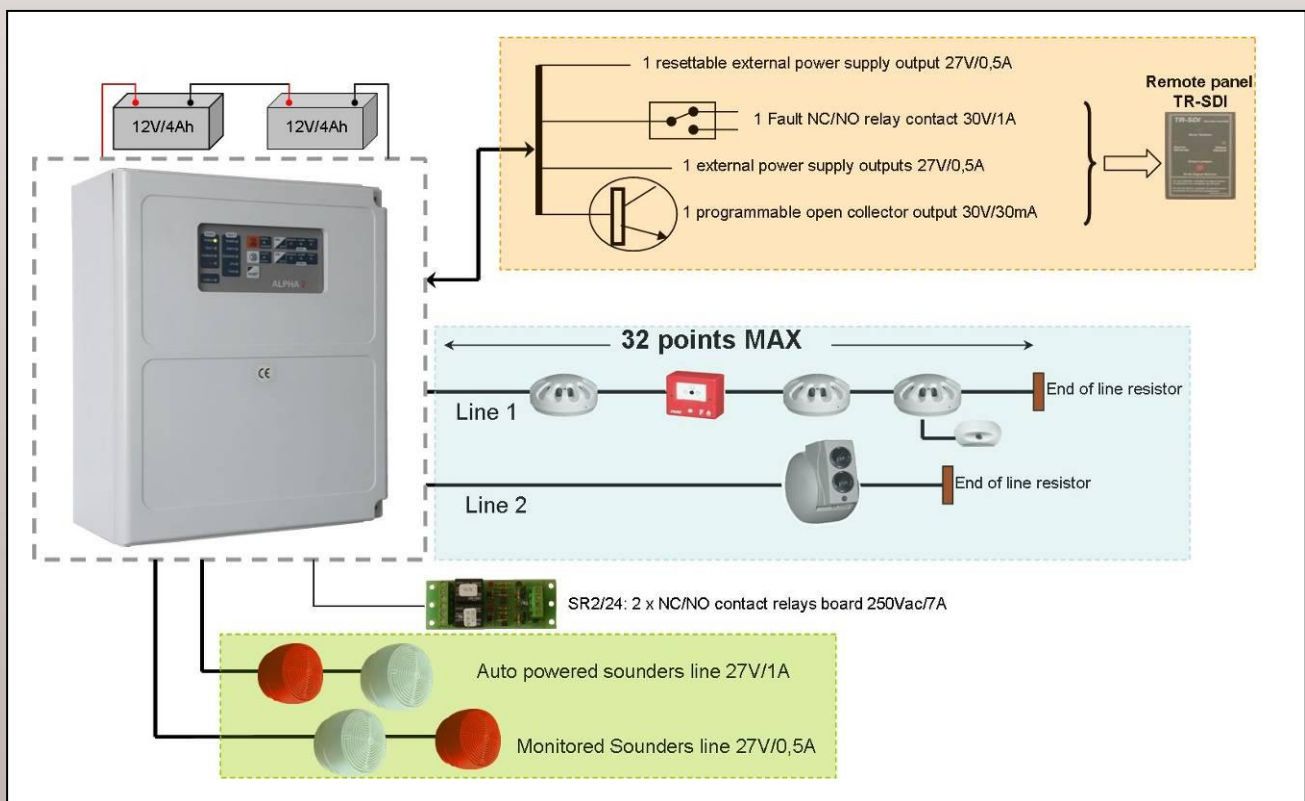 1 resettable external power supply output 27V/0,5A
Remote panel
TR-SDI
12V/4Ah
12V/4Ah
1 Fault NC/NO relay contact 30V/1A
TR-SDI
1 external power supply outputs 27V/0,5A
1 programmable open collector output 30V/30mA
ALPHA 2
32 points MAX
CE
Line 1
End of line resistor
Line 2
End of line resistor
SR2/24: 2 x NC/NO contact relays board 250Vac/7A
Auto powered sounders line 27V/1A
Monitored Sounders line 27V/0,5A